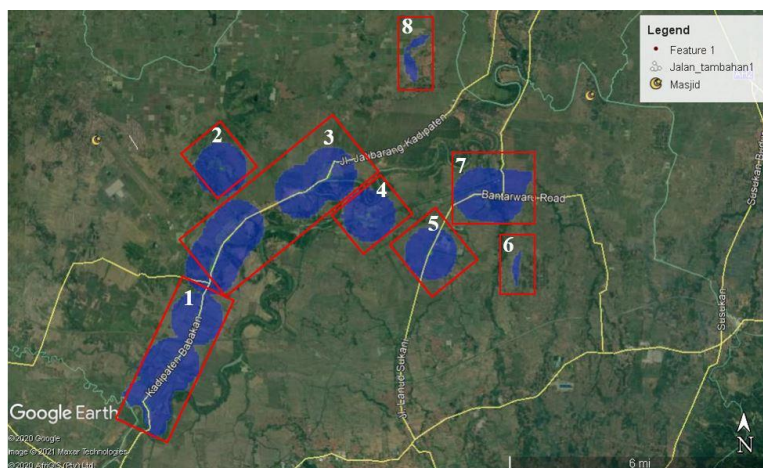 8
Legend
Feature 1
Jalan_tambahan1
Masjid
2
3
Jl Jatibarang-Kadipaten
7
4
Bantarwaru Road
5
6
1
Kadipaten-Babakan
Susukan
Google Earth
© 2020 Google
Image © 2021 Maxar Technologies
© 2020 AfriGIS (Pty) Ltd.
6 mi
N